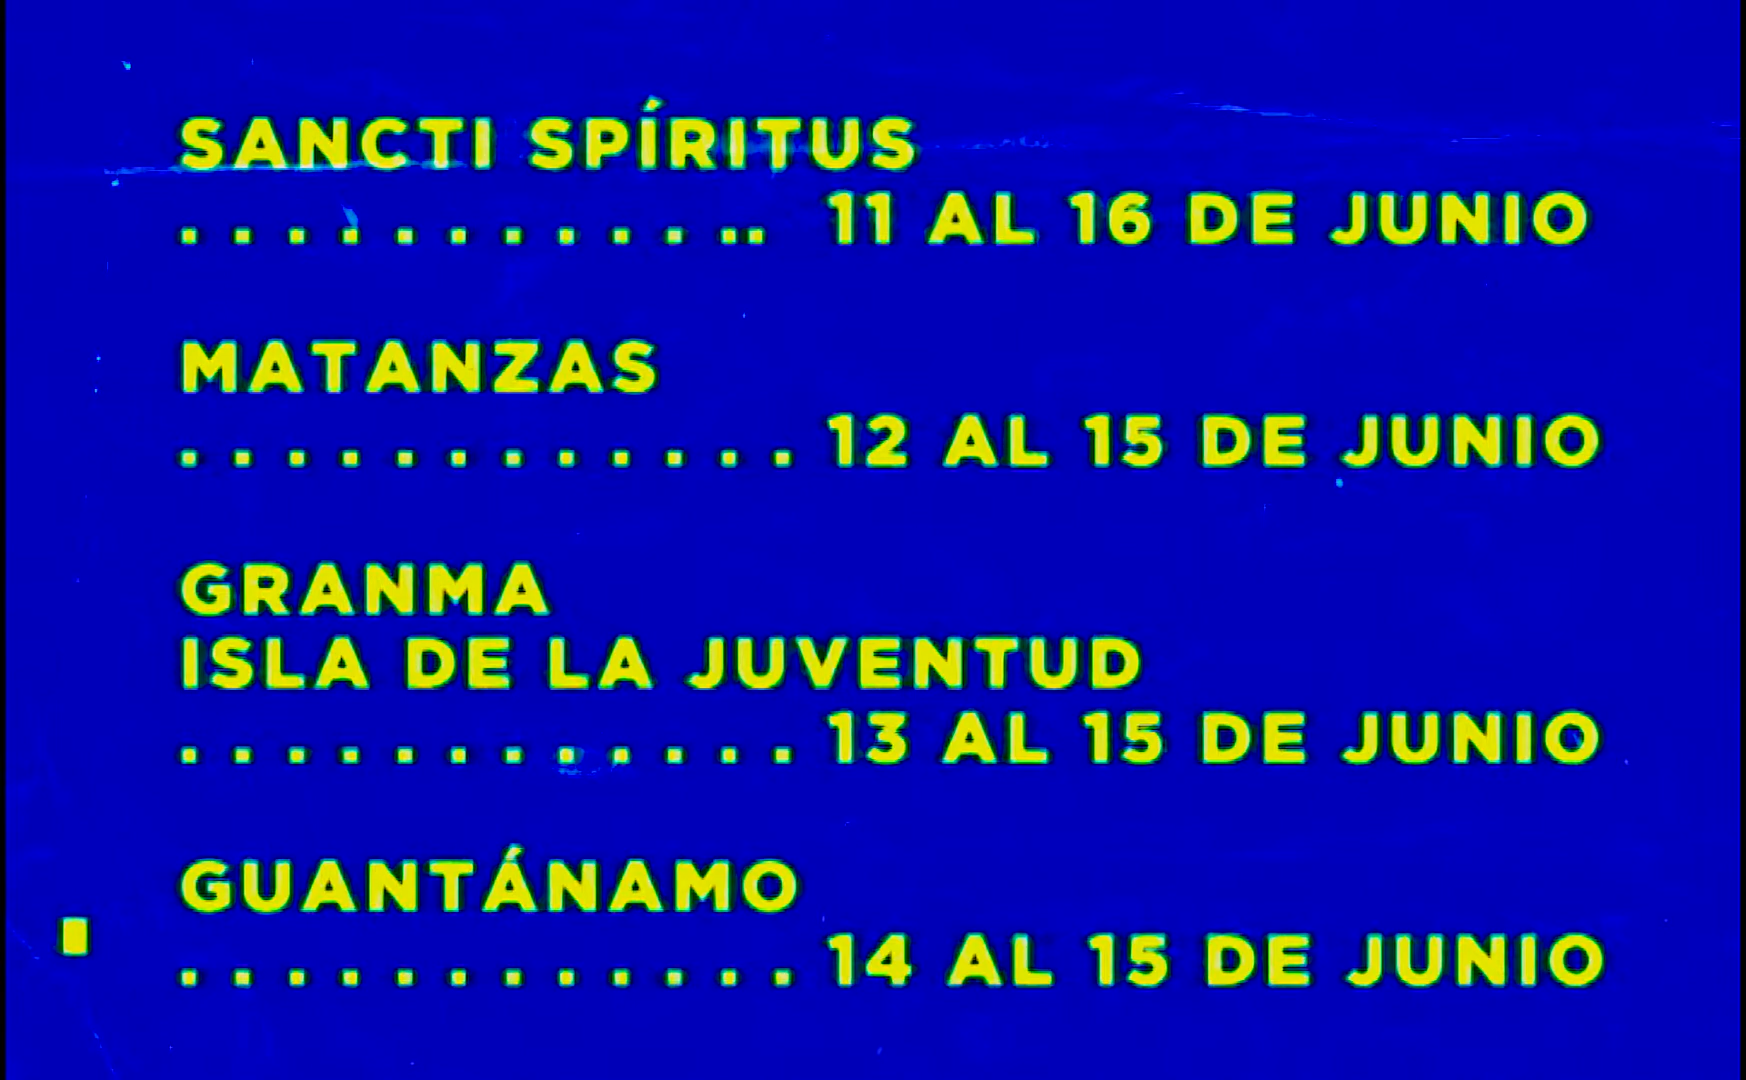 SANCTI SPÍRITUS
. . . . . . . . . . .. 11 AL 16 DE JUNIO
MATANZAS
. . . . . . . . . . . . 12 AL 15 DE JUNIO
GRANMA
ISLA DE LA JUVENTUD
. . . . . . . . . . . . 13 AL 15 DE JUNIO
GUANTÁNAMO
. . . . . . . . . . . . 14 AL 15 DE JUNIO